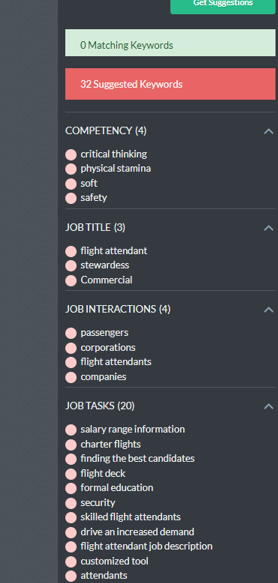 Get Suggestions
0 Matching Keywords
32 Suggested Keywords
COMPETENCY (4)
critical thinking
physical stamina
soft
safety
JOB TITLE (3)
flight attendant
stewardess
Commercial
JOB INTERACTIONS (4)
passengers
corporations
flight attendants
companies
JOB TASKS (20)
salary range information
charter flights
finding the best candidates
flight deck
formal education
security
skilled flight attendants
drive an increased demand
flight attendant job description
customized tool
attendants